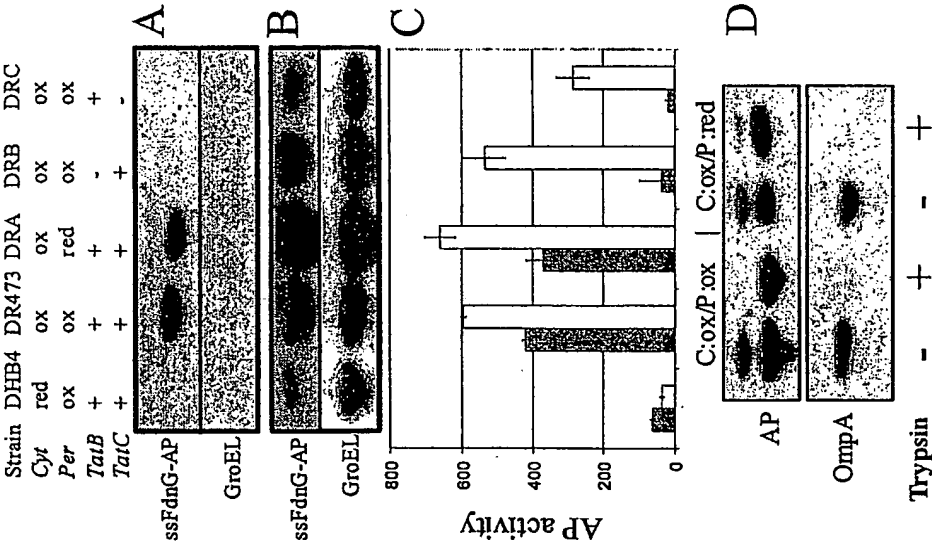 Strain DHB4 DR473 DRA DRB DRC
Cyt red ox ox ox ox
Per ox ox red ox ox
TatB + + + - +
TatC + + + + -
A
ssFdnG-AP
GroEL
B
ssFdnG-AP
GroEL
C
AP activity
800
600
400
200
0
D
C:ox/P:ox | C:ox/P:red
AP
OmpA
Trypsin - + - +